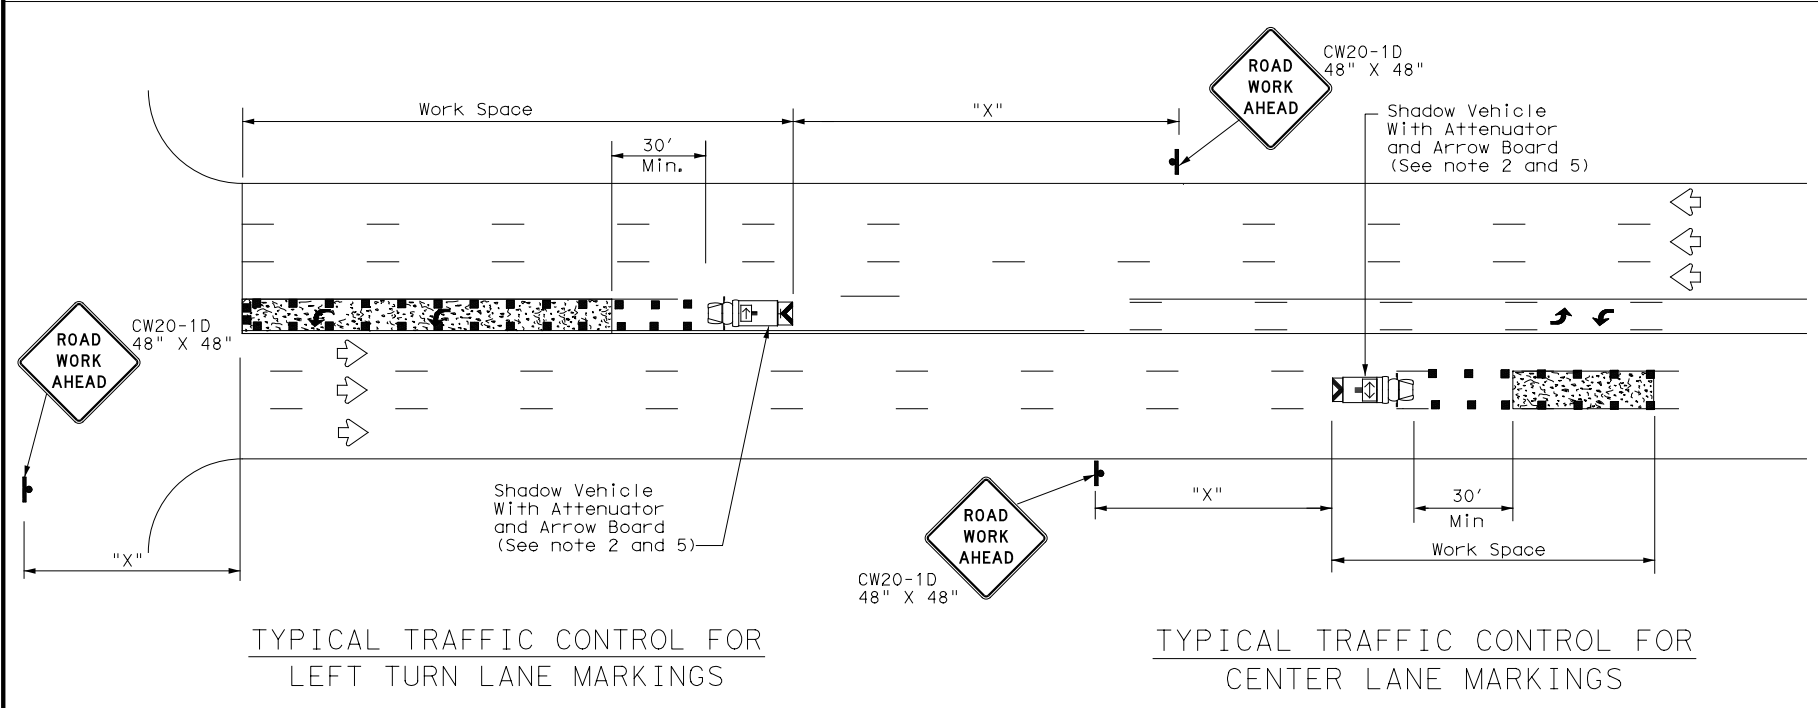 ROAD
WORK
AHEAD
CW20-1D
48" X 48"
Work Space
"X"
30'
Min.
Shadow Vehicle
With Attenuator
and Arrow Board
(See note 2 and 5)
ROAD
WORK
AHEAD
CW20-1D
48" X 48"
Shadow Vehicle
With Attenuator
and Arrow Board
(See note 2 and 5)
"X"
ROAD
WORK
AHEAD
CW20-1D
48" X 48"
"X"
30'
Min
Work Space
TYPICAL TRAFFIC CONTROL FOR
LEFT TURN LANE MARKINGS
TYPICAL TRAFFIC CONTROL FOR
CENTER LANE MARKINGS